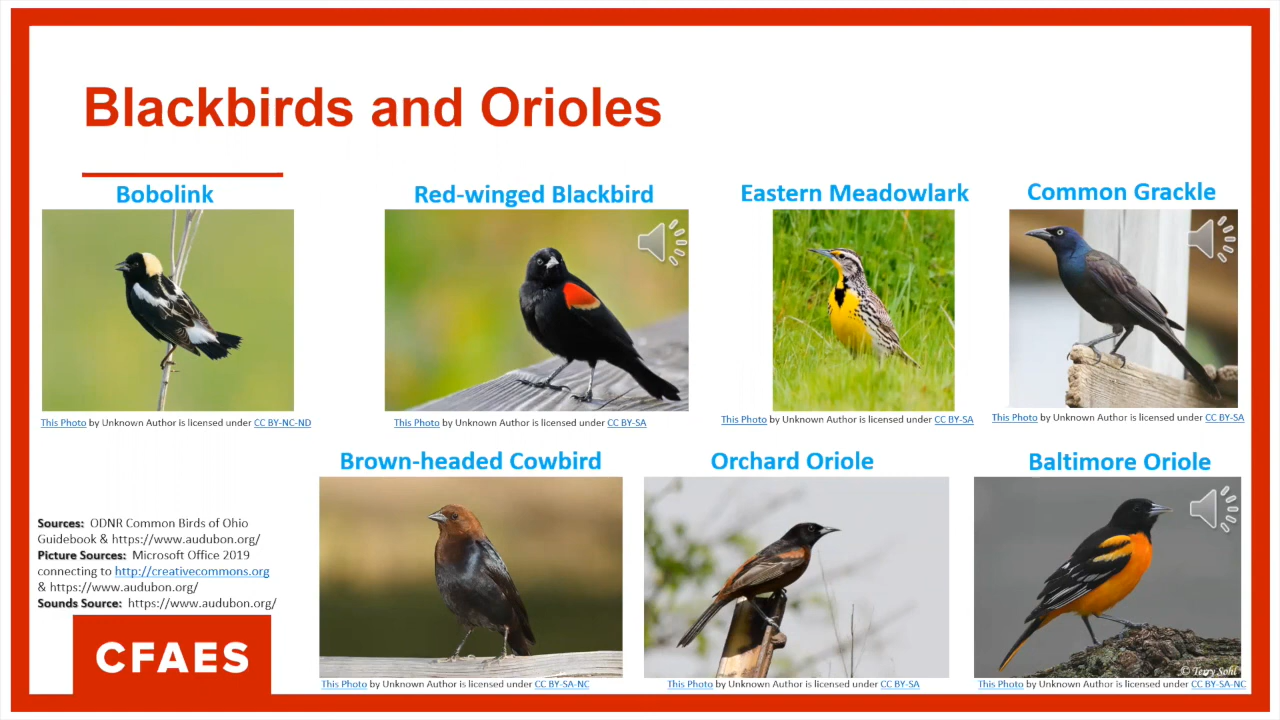 Blackbirds and Orioles
Bobolink
Red-winged Blackbird
Eastern Meadowlark
Common Grackle
This Photo by Unknown Author is licensed under CC BY-NC-ND
This Photo by Unknown Author is licensed under CC BY-SA
This Photo by Unknown Author is licensed under CC BY-SA
This Photo by Unknown Author is licensed under CC BY-SA
Brown-headed Cowbird
Orchard Oriole
Baltimore Oriole
© Terry Sohl
This Photo by Unknown Author is licensed under CC BY-SA-NC
This Photo by Unknown Author is licensed under CC BY-SA
This Photo by Unknown Author is licensed under CC BY-SA-NC
Sources: ODNR Common Birds of Ohio
Guidebook & https://www.audubon.org/
Picture Sources: Microsoft Office 2019
connecting to http://creativecommons.org
& https://www.audubon.org/
Sounds Source: https://www.audubon.org/
CFAES